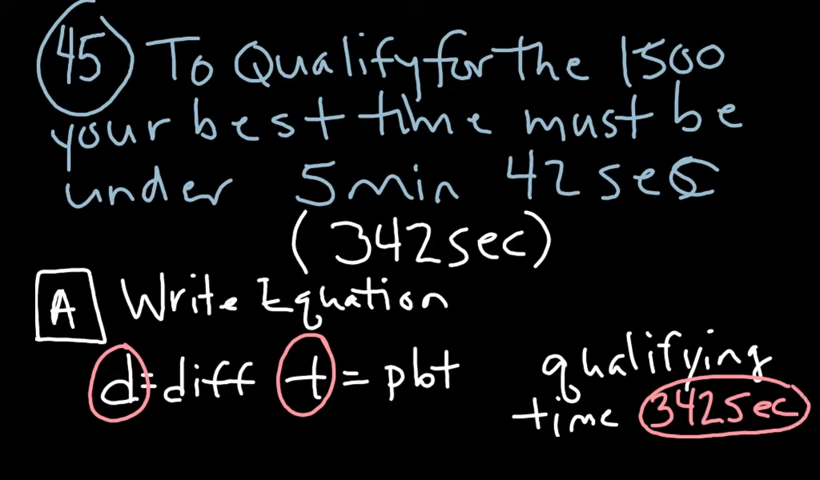 45 To Qualify for the 1500
your best time must be
under 5 min 42 sec
(342 sec)
A Write Equation
d = diff t = pbt
qualifying
time 342 Sec